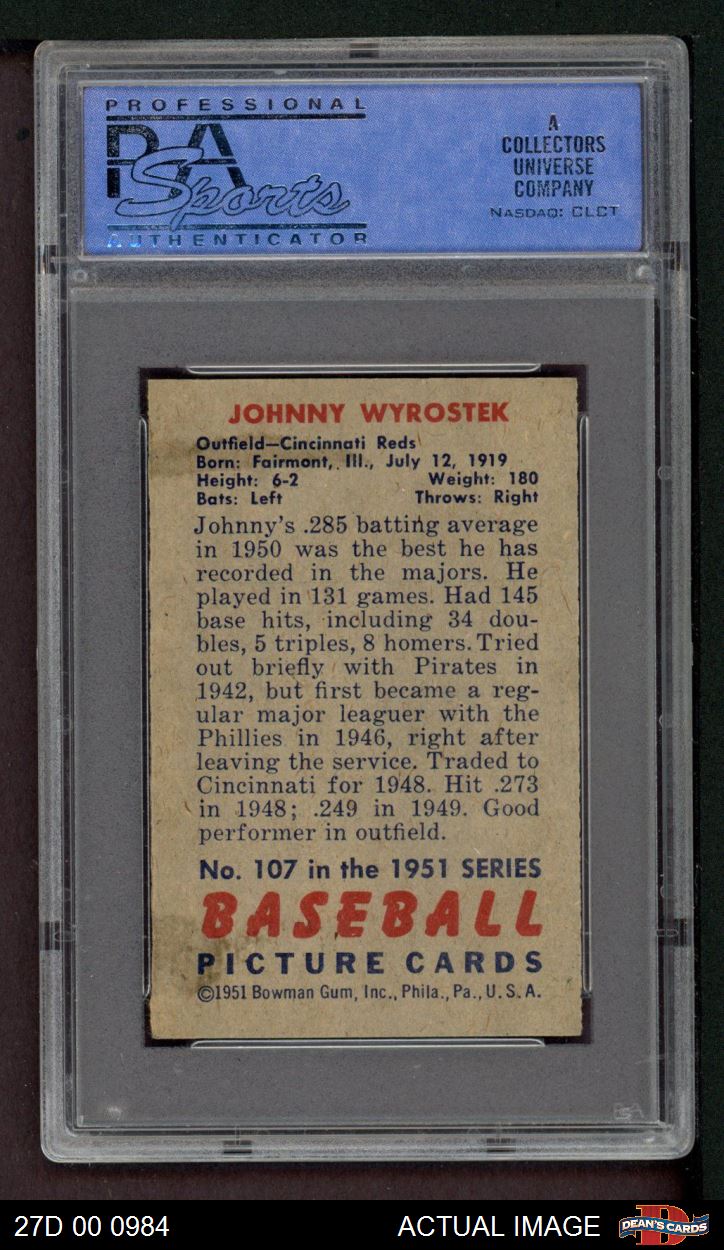 PROFESSIONAL
PSA
Sports
AUTHENTICATOR
A
COLLECTORS
UNIVERSE
COMPANY
NASDAQ: CLCT
JOHNNY WYROSTEK
Outfield—Cincinnati Reds
Born: Fairmont, Ill., July 12, 1919
Height: 6-2 Weight: 180
Bats: Left Throws: Right
Johnny's .285 batting average
in 1950 was the best he has
recorded in the majors. He
played in 131 games. Had 145
base hits, including 34 dou-
bles, 5 triples, 8 homers. Tried
out briefly with Pirates in
1942, but first became a reg-
ular major leaguer with the
Phillies in 1946, right after
leaving the service. Traded to
Cincinnati for 1948. Hit .273
in 1948; .249 in 1949. Good
performer in outfield.
No. 107 in the 1951 SERIES
BASEBALL
PICTURE CARDS
©1951 Bowman Gum, Inc., Phila., Pa., U.S.A.
PSA
27D 00 0984 ACTUAL IMAGE DEAN'S CARDS